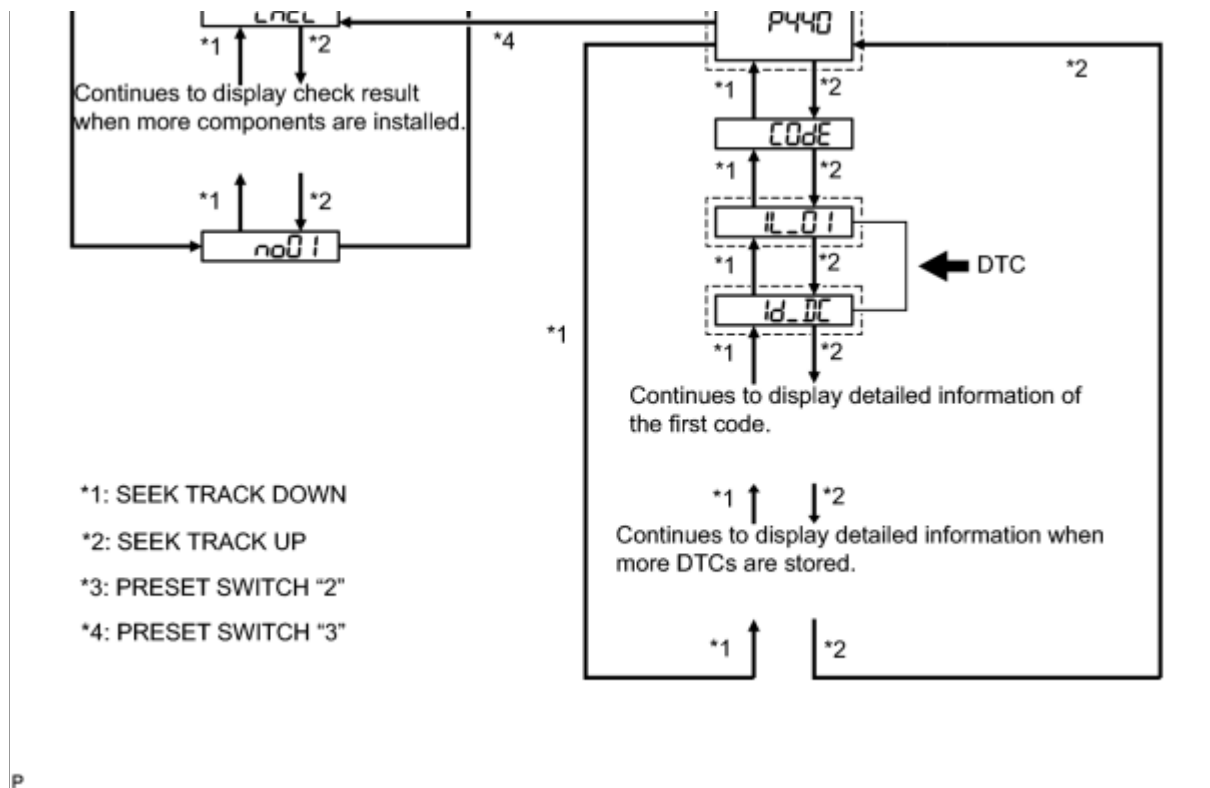 P440
*1
*2
*4
*2
Continues to display check result
when more components are installed.
*1
*2
COdE
*1
*2
*1
*2
no01
IL_01
*1
*2
DTC
Id_DC
*1
*1
*2
Continues to display detailed information of
the first code.
*1: SEEK TRACK DOWN
*1
*2
*2: SEEK TRACK UP
Continues to display detailed information when
more DTCs are stored.
*3: PRESET SWITCH “2”
*4: PRESET SWITCH “3”
*1
*2
P